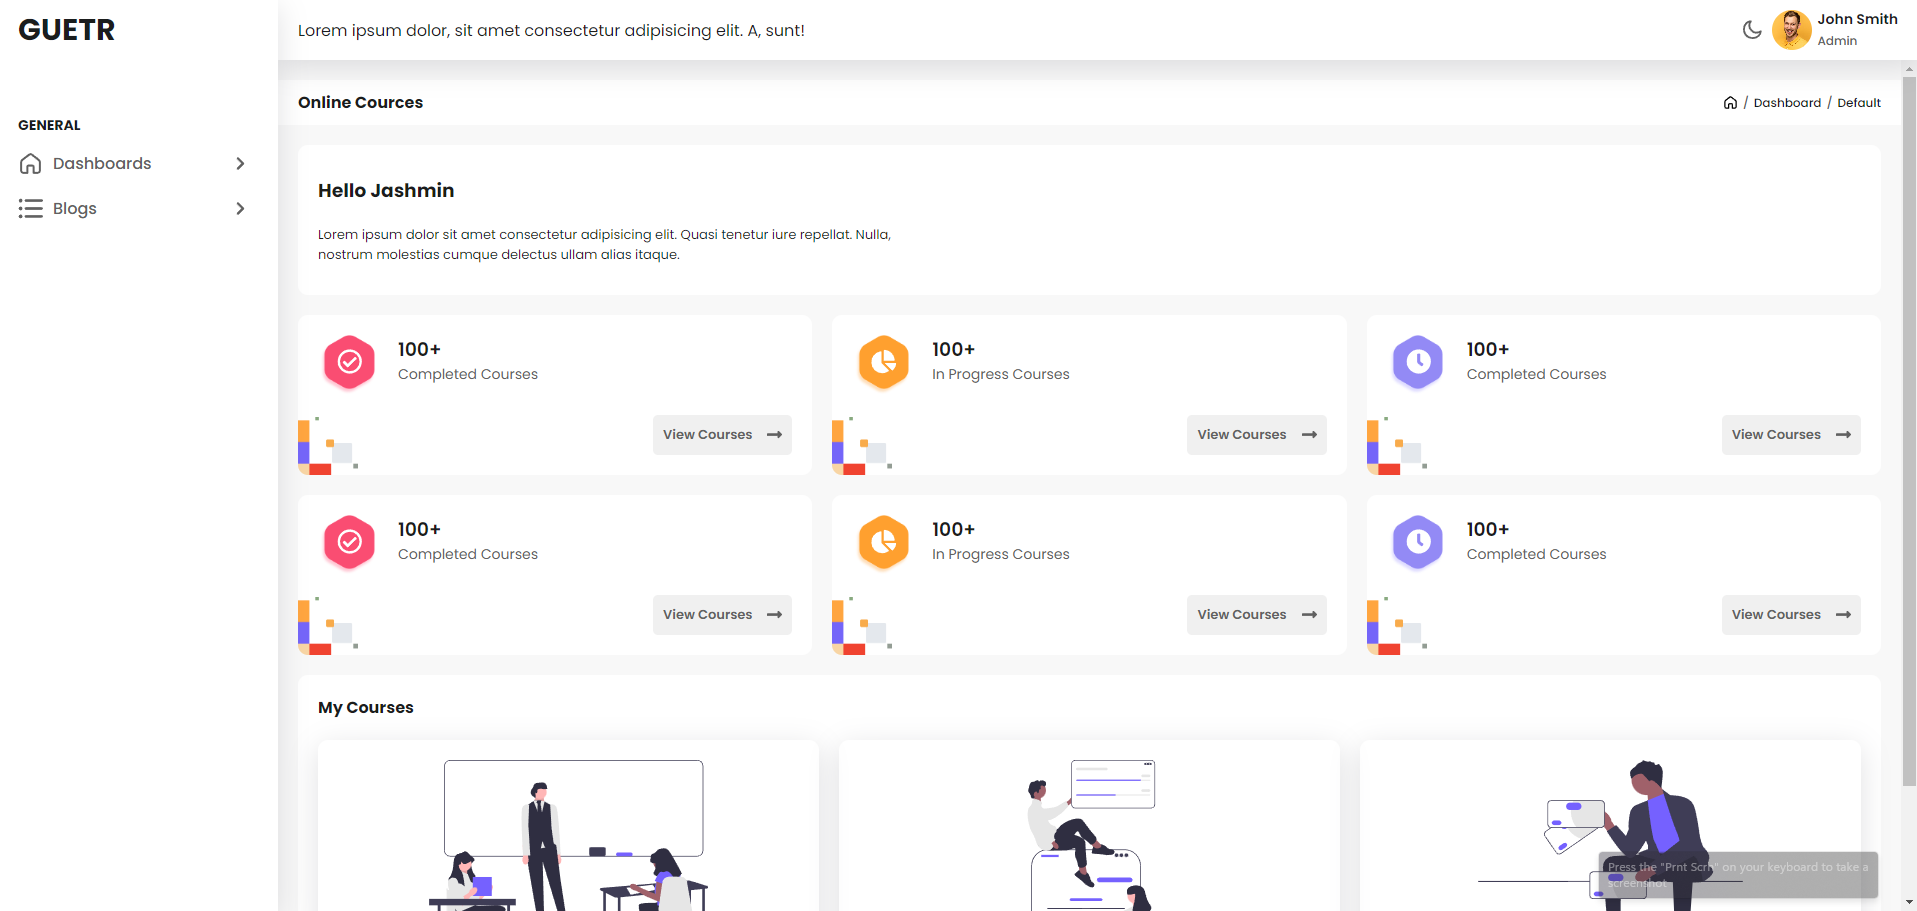 GUETR
Lorem ipsum dolor, sit amet consectetur adipisicing elit. A, sunt!
John Smith
Admin
GENERAL
Dashboards
Blogs
Online Cources
/ Dashboard / Default
Hello Jashmin
Lorem ipsum dolor sit amet consectetur adipisicing elit. Quasi tenetur iure repellat. Nulla,
nostrum molestias cumque delectus ullam alias itaque.
100+
Completed Courses
View Courses
100+
In Progress Courses
View Courses
100+
Completed Courses
View Courses
100+
Completed Courses
View Courses
100+
In Progress Courses
View Courses
100+
Completed Courses
View Courses
My Courses
Press the "Prnt Scrn" on your keyboard to take a
screenshot